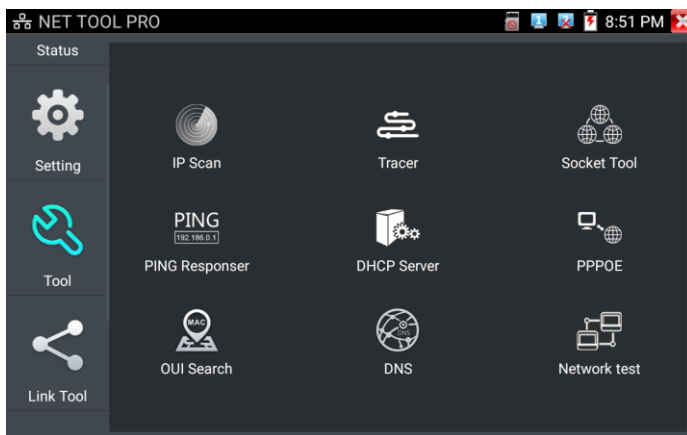 NET TOOL PRO
1
8:51 PM
Status
Setting
Tool
Link Tool
IP Scan
Tracer
Socket Tool
PING
192.186.0.1
PING Responser
DHCP Server
PPPOE
MAC
OUI Search
DNS
DNS
Network test